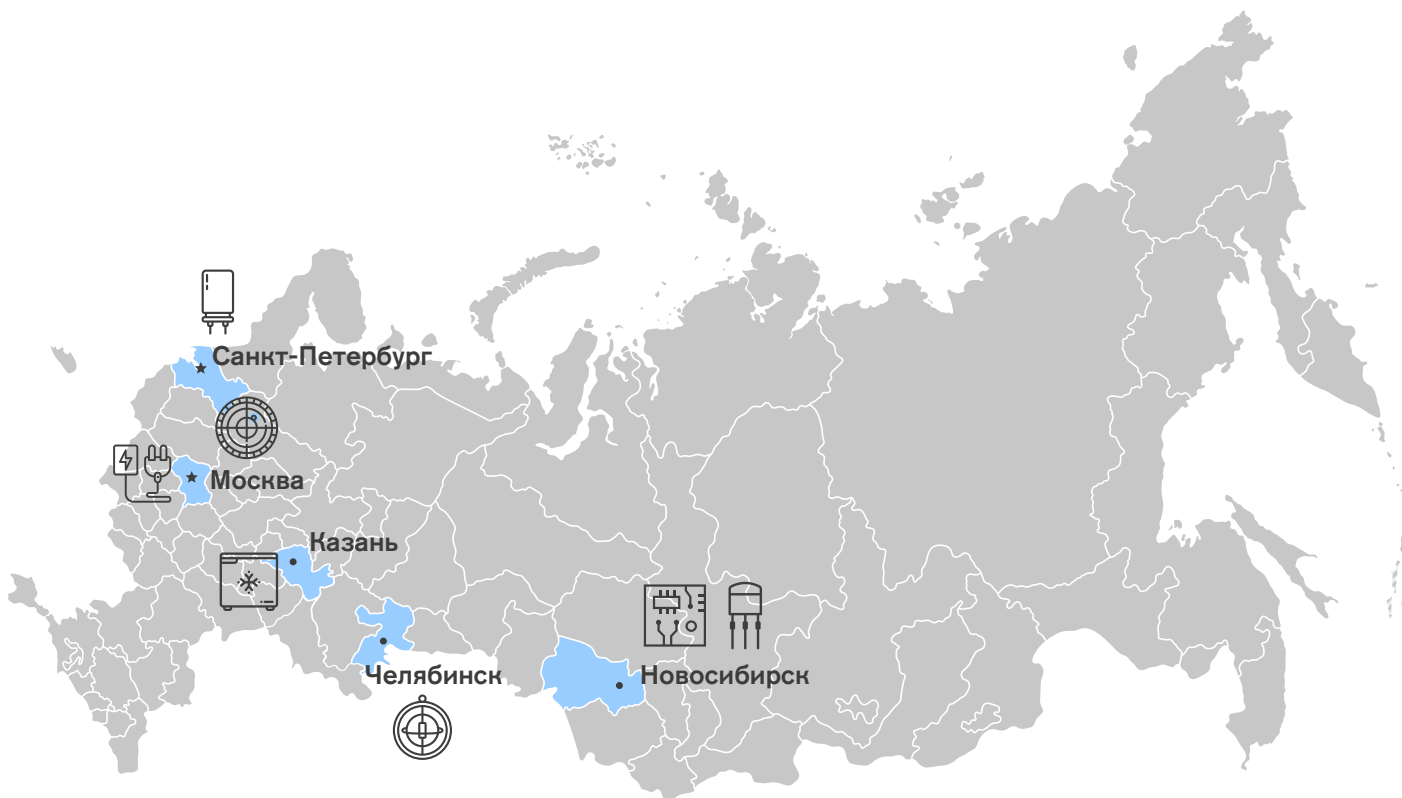 Санкт-Петербург
Москва
Казань
Челябинск
Новосибирск